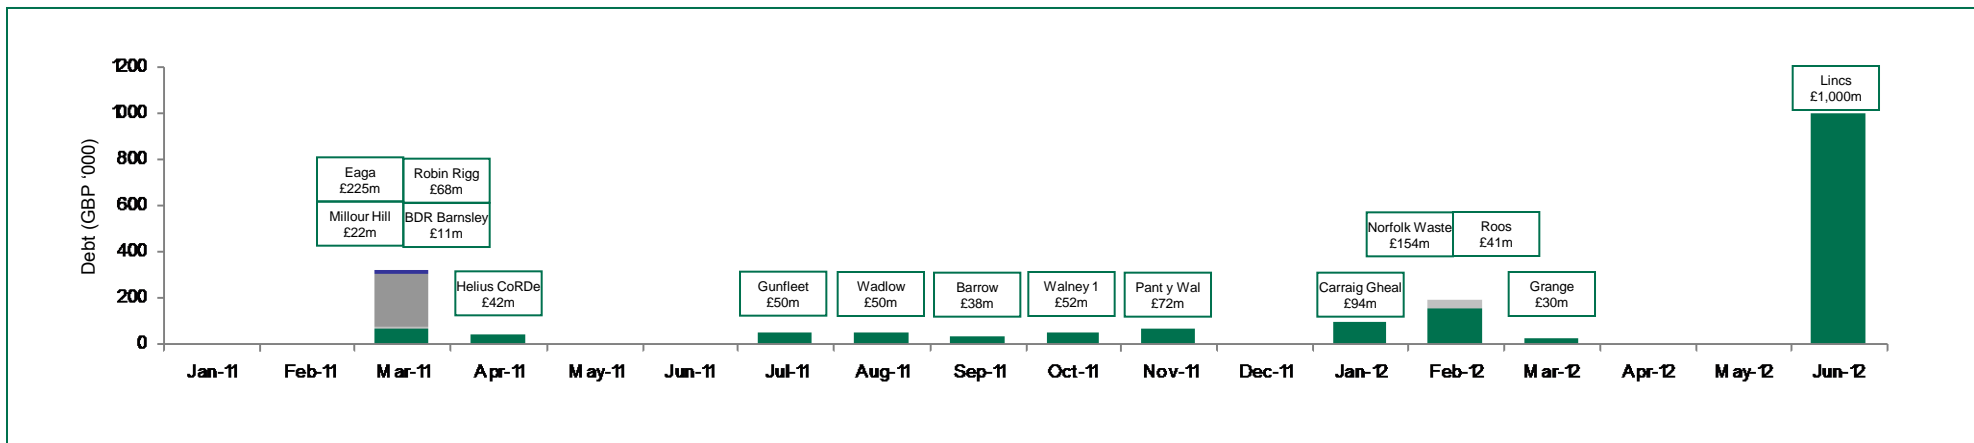 Debt (GBP ‘000)
1200
1000
800
600
400
200
0
Eaga
£225m
Robin Rigg
£68m
Millour Hill
£22m
BDR Barnsley
£11m
Helius CoRDe
£42m
Gunfleet
£50m
Wadlow
£50m
Barrow
£38m
Walney 1
£52m
Pant y Wal
£72m
Carraig Gheal
£94m
Norfolk Waste
£154m
Roos
£41m
Grange
£30m
Lincs
£1,000m
Jan-11 Feb-11 Mar-11 Apr-11 May-11 Jun-11 Jul-11 Aug-11 Sep-11 Oct-11 Nov-11 Dec-11 Jan-12 Feb-12 Mar-12 Apr-12 May-12 Jun-12